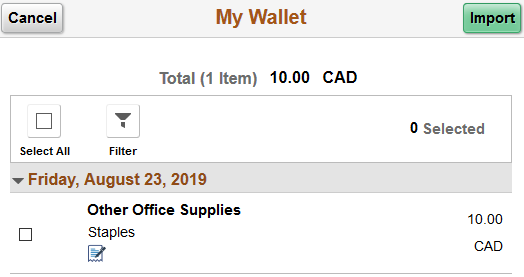 Cancel My Wallet Import
Total (1 Item) 10.00 CAD
0 Selected
Select All Filter
Friday, August 23, 2019
Other Office Supplies 10.00
Staples
CAD